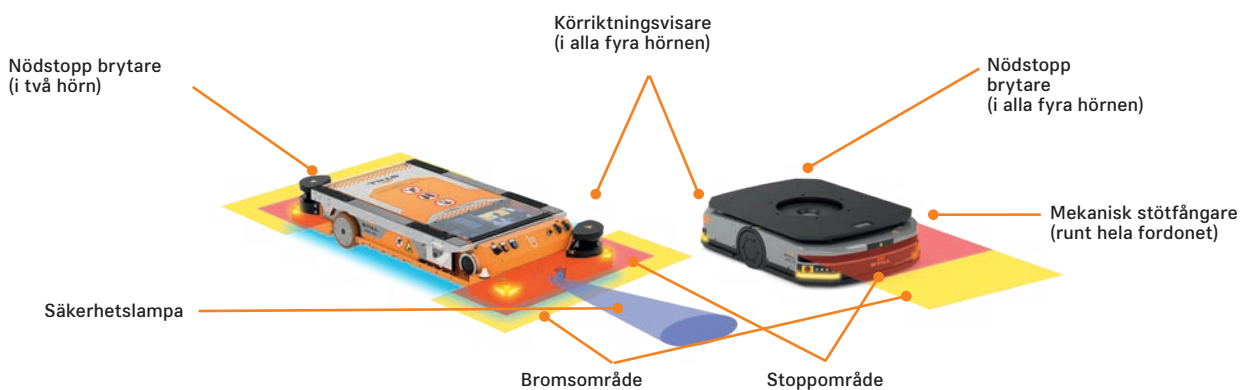 Körriktningsvisare
(i alla fyra hörnen)
Nödstopp brytare
(i två hörn)
Nödstopp
brytare
(i alla fyra hörnen)
Mekanisk stötfångare
(runt hela fordonet)
Säkerhetslampa
Bromsområde
Stoppområde